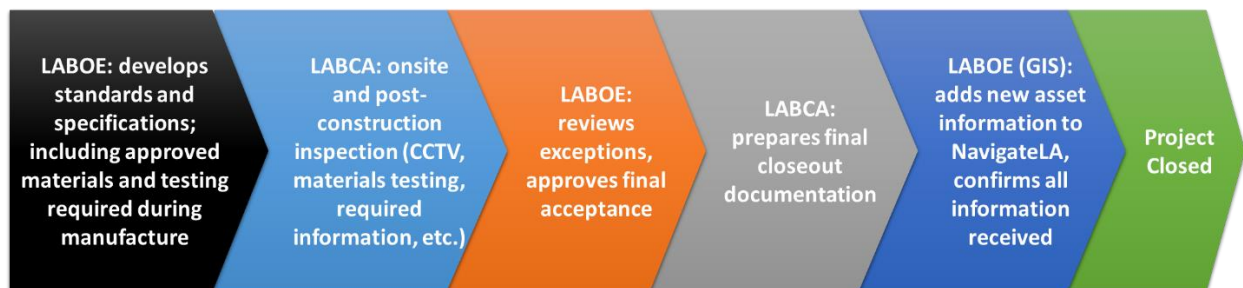 LABOE: develops
standards and
specifications;
including approved
materials and testing
required during
manufacture
LABCA: onsite
and post-
construction
inspection (CCTV,
materials testing,
required
information, etc.)
LABOE:
reviews
exceptions,
approves final
acceptance
LABCA:
prepares final
closeout
documentation
LABOE (GIS):
adds new asset
information to
NavigateLA,
confirms all
information
received
Project
Closed